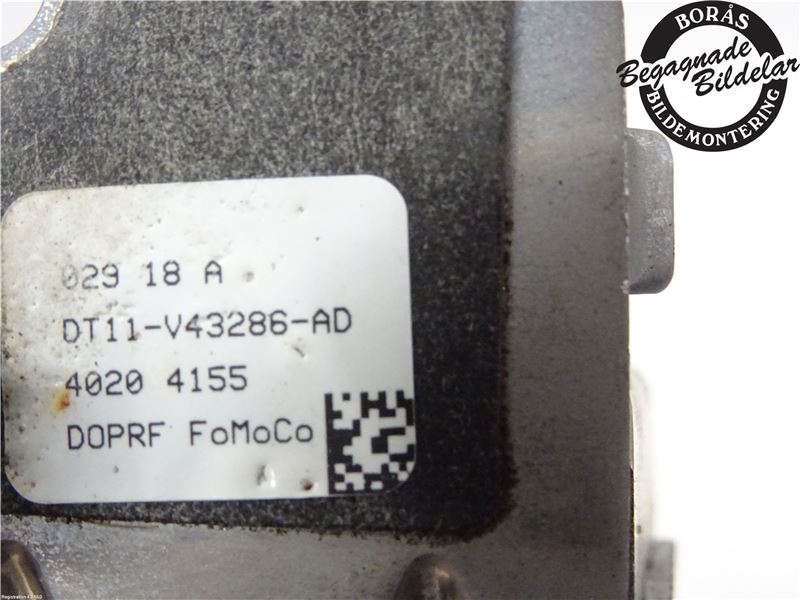 BORÅS
Begagnade
Bildelar
BILDEMONTERING
029 18 A
DT11-V43286-AD
4020 4155
DOPRF FoMoCo